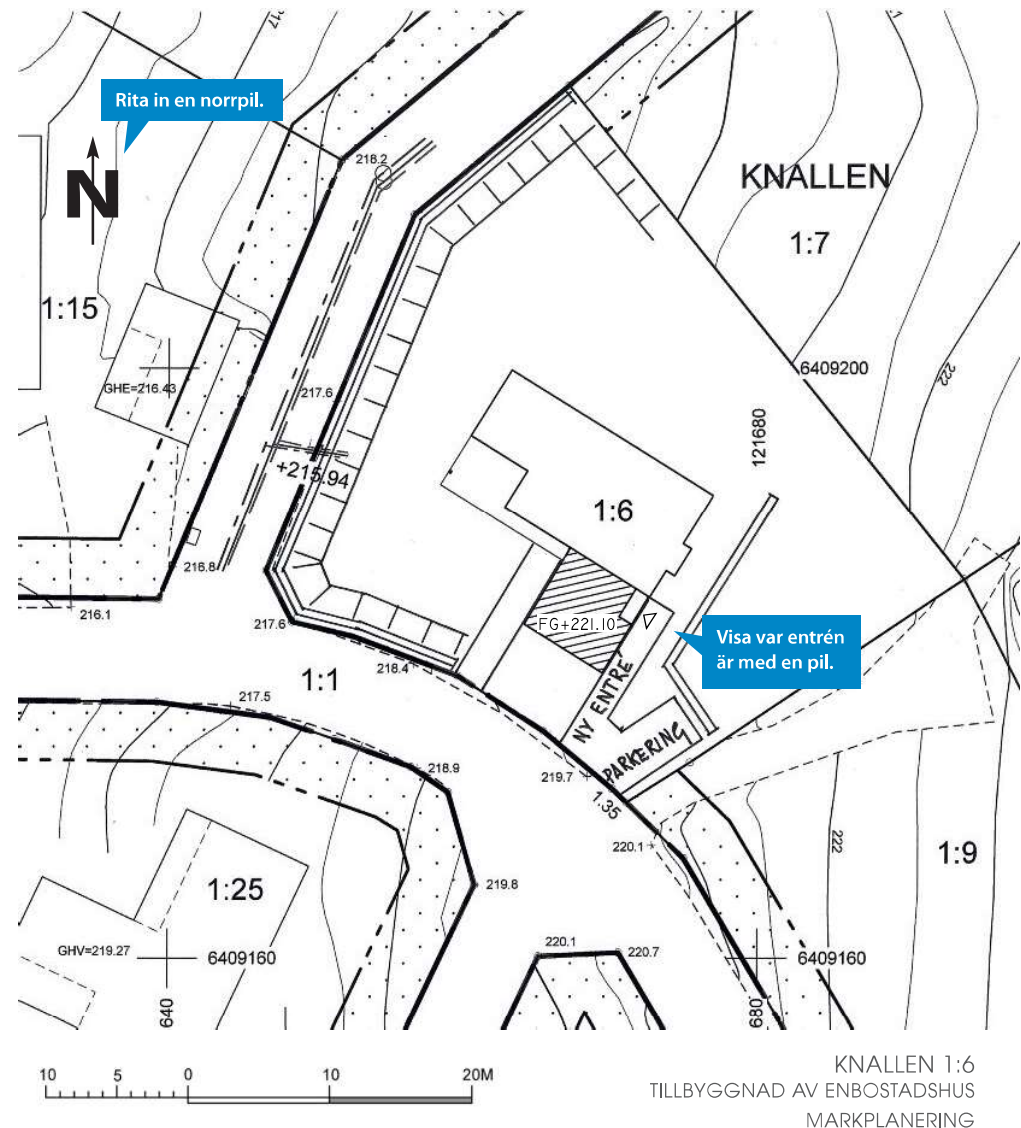 217
Rita in en norrpil.
N
218.2
KNALLEN
1:7
1:15
GHE=216.43
217.6
6409200
222
121680
+215.94
1:6
216.8
216.1
217.6
FG+221.10
Visa var entrén
är med en pil.
218.4
1:1
NY ENTRÉ
217.5
PARKERING
218.9
219.7
1.35
220.1
222
1:9
1:25
219.8
GHV=219.27
6409160
220.1
220.7
6409160
640
680
10 5 0 10 20M
KNALLEN 1:6
TILLBYGGNAD AV ENBOSTADSHUS
MARKPLANERING